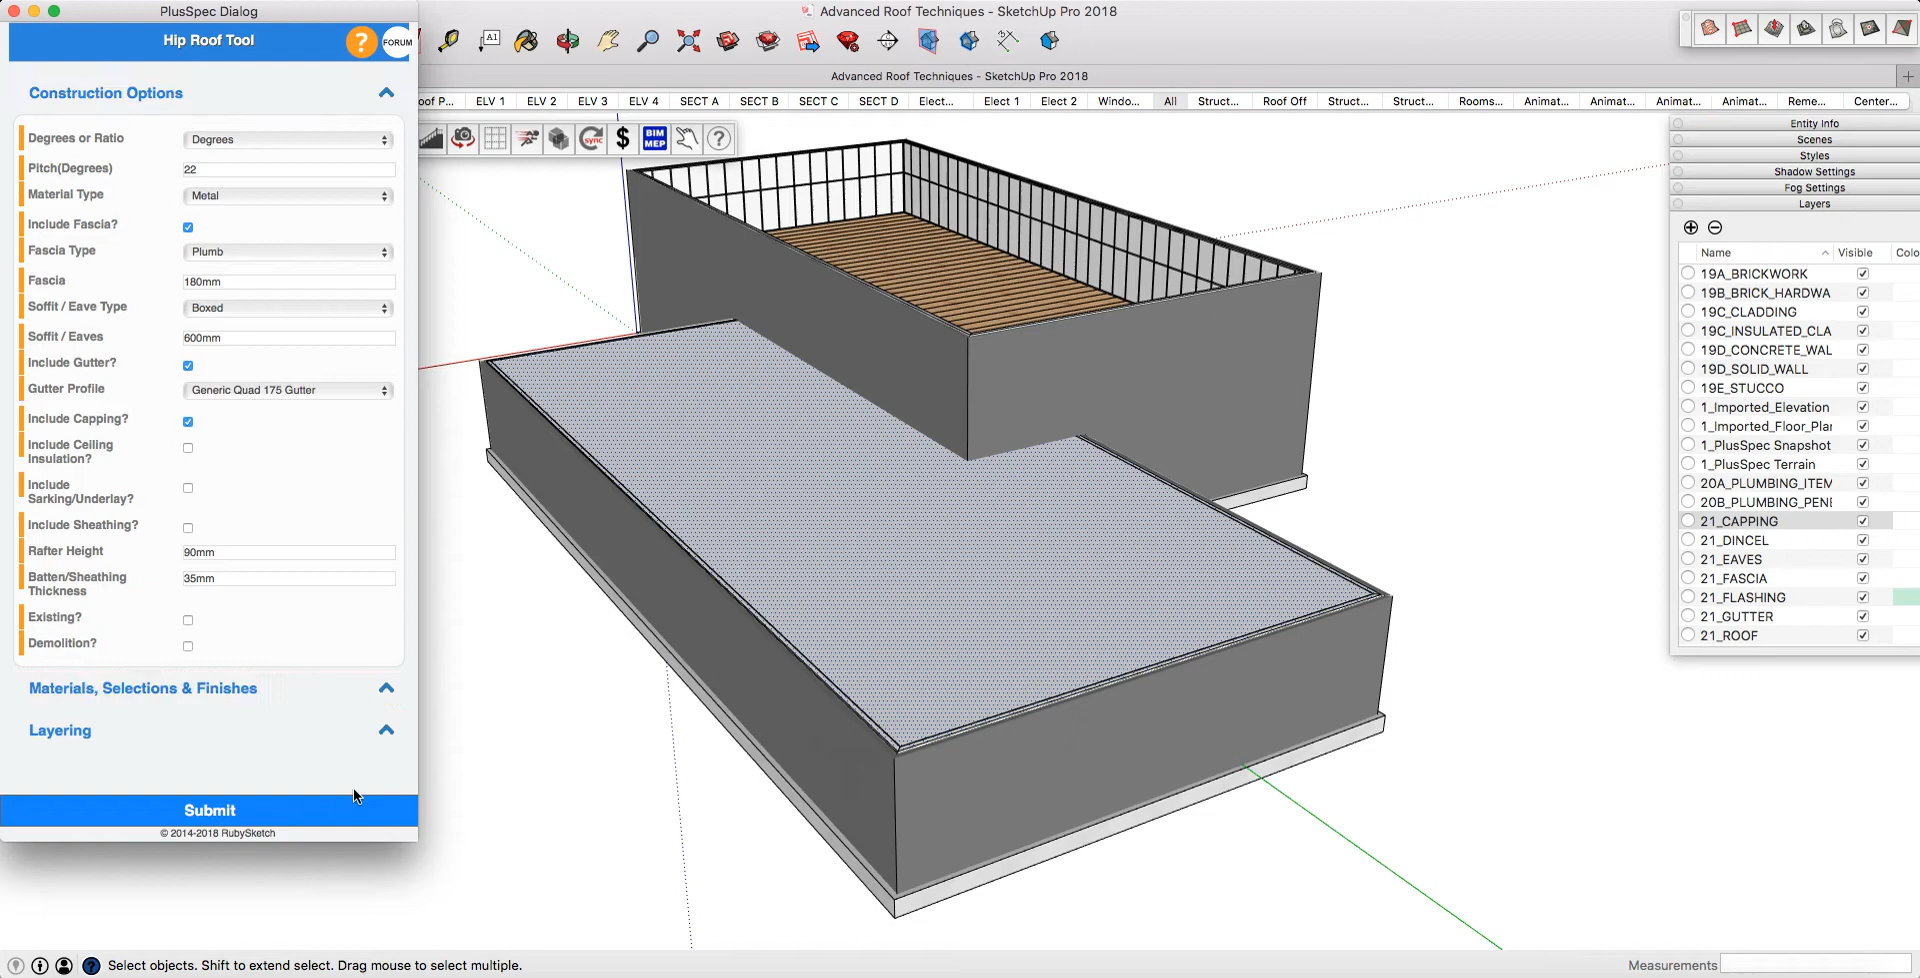 PlusSpec Dialog
Advanced Roof Techniques - SketchUp Pro 2018
Hip Roof Tool
?
FORUM
A1
Advanced Roof Techniques - SketchUp Pro 2018
oof P...
ELV 1
ELV 2
ELV 3
ELV 4
SECT A
SECT B
SECT C
SECT D
Elect...
Elect 1
Elect 2
Windo...
All
Struct...
Roof Off
Struct...
Struct...
Rooms...
Animat...
Animat...
Animat...
Animat...
Reme...
Center...
sync
$
BIM
MEP
?
Construction Options
Degrees or Ratio
Degrees
Pitch(Degrees)
22
Material Type
Metal
Include Fascia?
Fascia Type
Plumb
Fascia
180mm
Soffit / Eave Type
Boxed
Soffit / Eaves
600mm
Include Gutter?
Gutter Profile
Generic Quad 175 Gutter
Include Capping?
Include Ceiling
Insulation?
Include
Sarking/Underlay?
Include Sheathing?
Rafter Height
90mm
Batten/Sheathing
Thickness
35mm
Existing?
Demolition?
Materials, Selections & Finishes
Layering
Submit
© 2014-2018 RubySketch
Entity Info
Scenes
Styles
Shadow Settings
Fog Settings
Layers
Name
Visible
Colo
19A_BRICKWORK
19B_BRICK_HARDWA
19C_CLADDING
19C_INSULATED_CLA
19D_CONCRETE_WAL
19D_SOLID_WALL
19E_STUCCO
1_Imported_Elevation
1_Imported_Floor_Plan
1_PlusSpec Snapshot
1_PlusSpec Terrain
20A_PLUMBING_ITEM
20B_PLUMBING_PENE
21_CAPPING
21_DINCEL
21_EAVES
21_FASCIA
21_FLASHING
21_GUTTER
21_ROOF
? Select objects. Shift to extend select. Drag mouse to select multiple.
Measurements